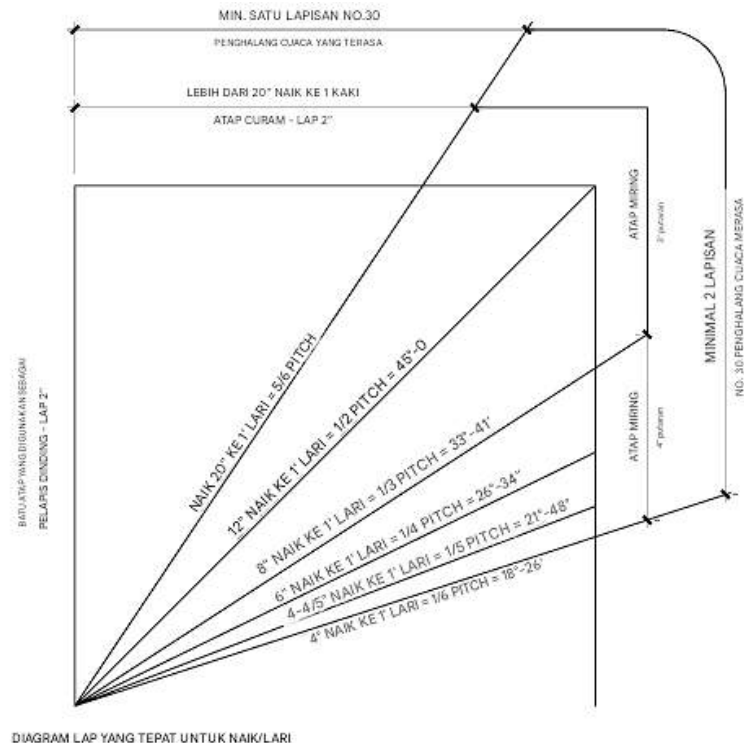 MIN. SATU LAPISAN NO.30
PENGHALANG CUACA YANG TERASA
LEBIH DARI 20" NAIK KE 1 KAKI
ATAP CURAM - LAP 2"
ATAP MIRING
3" putaran
MINIMAL 2 LAPISAN
NO. 30 PENGHALANG CUACA MERASA
NAIK 20" KE 1' LARI = 5/6 PITCH
12" NAIK KE 1' LARI = 1/2 PITCH = 45°-0
8" NAIK KE 1' LARI = 1/3 PITCH = 33°-41'
6" NAIK KE 1' LARI = 1/4 PITCH = 26°-34"
4-4/5" NAIK KE 1' LARI = 1/5 PITCH = 21°-48"
4" NAIK KE 1' LARI = 1/6 PITCH = 18°-26'
ATAP MIRING
4" putaran
BATU ATAP YANG DIGUNAKAN SEBAGAI
PELAPIS DINDING - LAP 2"
DIAGRAM LAP YANG TEPAT UNTUK NAIK/LARI